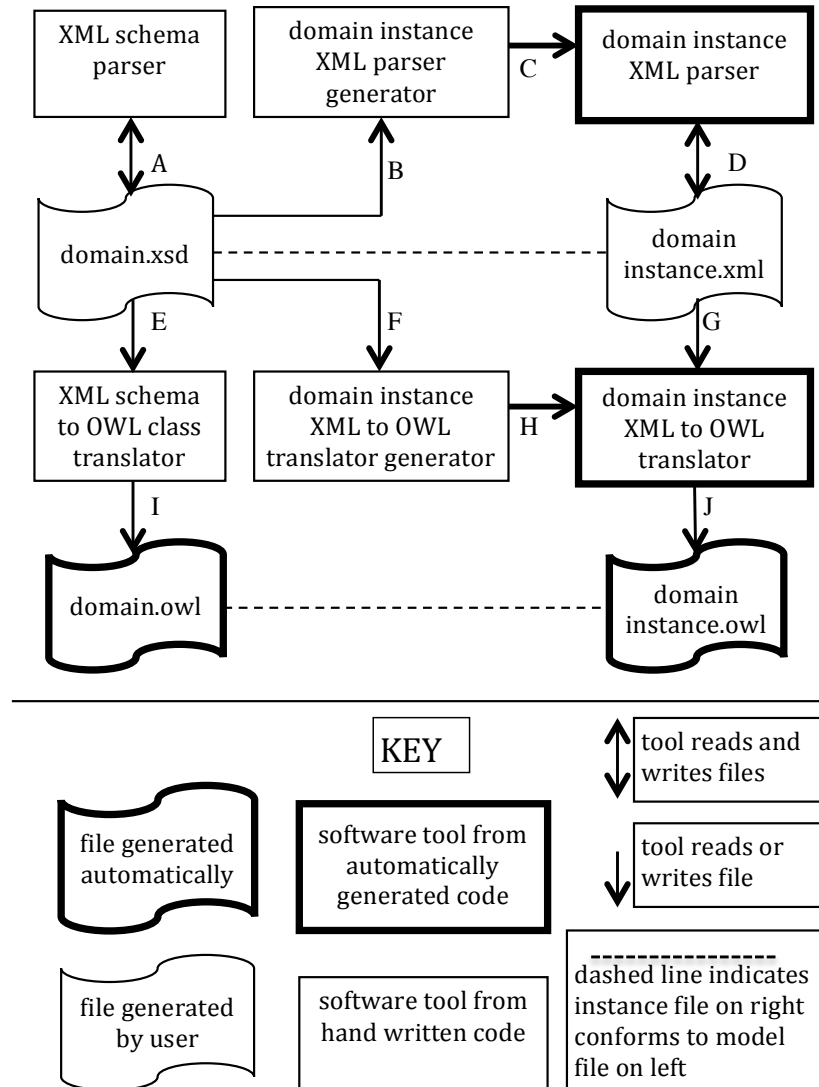 XML schema
parser
domain instance
XML parser
generator
C
domain instance
XML parser
A
B
D
domain.xsd
domain
instance.xml
E
F
G
XML schema
to OWL class
translator
domain instance
XML to OWL
translator generator
H
domain instance
XML to OWL
translator
I
J
domain.owl
domain
instance.owl
KEY
tool reads and
writes files
file generated
automatically
software tool from
automatically
generated code
tool reads or
writes file
file generated
by user
software tool from
hand written code
dashed line indicates
instance file on right
conforms to model
file on left